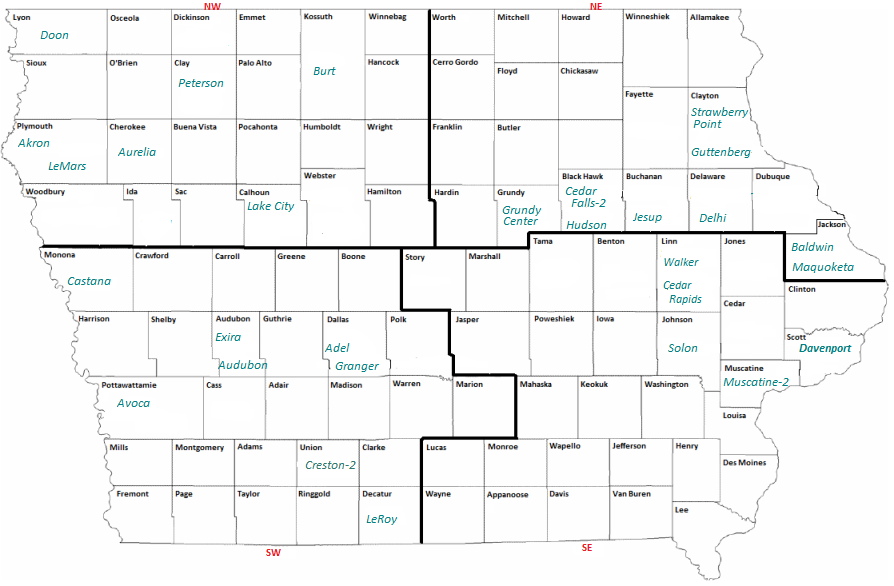 NW
NE
Lyon
Osceola
Dickinson
Emmet
Kossuth
Winnebag
Worth
Mitchell
Howard
Winneshiek
Allamakee
Doon
Sioux
O'Brien
Clay
Palo Alto
Hancock
Cerro Gordo
Floyd
Chickasaw
Peterson
Burt
Fayette
Clayton
Strawberry
Point
Guttenberg
Plymouth
Cherokee
Buena Vista
Pocahonta
Humboldt
Wright
Franklin
Butler
Akron
LeMars
Aurelia
Webster
Black Hawk
Buchanan
Delaware
Dubuque
Woodbury
Ida
Sac
Calhoun
Hamilton
Hardin
Grundy
Cedar
Falls-2
Hudson
Lake City
Grundy
Center
Jesup
Delhi
Jackson
Baldwin
Maquoketa
Monona
Crawford
Carroll
Greene
Boone
Story
Marshall
Tama
Benton
Linn
Jones
Castana
Walker
Cedar
Rapids
Clinton
Cedar
Harrison
Shelby
Audubon
Guthrie
Dallas
Polk
Jasper
Poweshiek
Iowa
Johnson
Exira
Audubon
Adel
Granger
Solon
Scott
Davenport
Muscatine
Muscatine-2
Pottawattamie
Cass
Adair
Madison
Warren
Marion
Mahaska
Keokuk
Washington
Avoca
Louisa
Mills
Montgomery
Adams
Union
Clarke
Lucas
Monroe
Wapello
Jefferson
Henry
Creston-2
Des Moines
Fremont
Page
Taylor
Ringgold
Decatur
Wayne
Appanoose
Davis
Van Buren
Lee
LeRoy
SW
SE